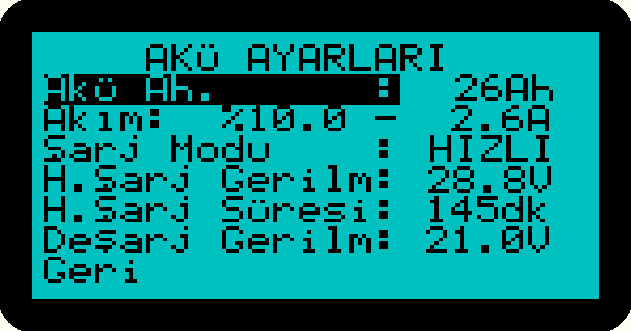 AKÜ AYARLARI
Akü Ah. : 26Ah
Akım: %10.0 - 2.6A
Şarj Modu : HIZLI
H.Şarj Gerilm: 28.8V
H.Şarj Süresi: 145dk
Deşarj Gerilm: 21.0V
Geri